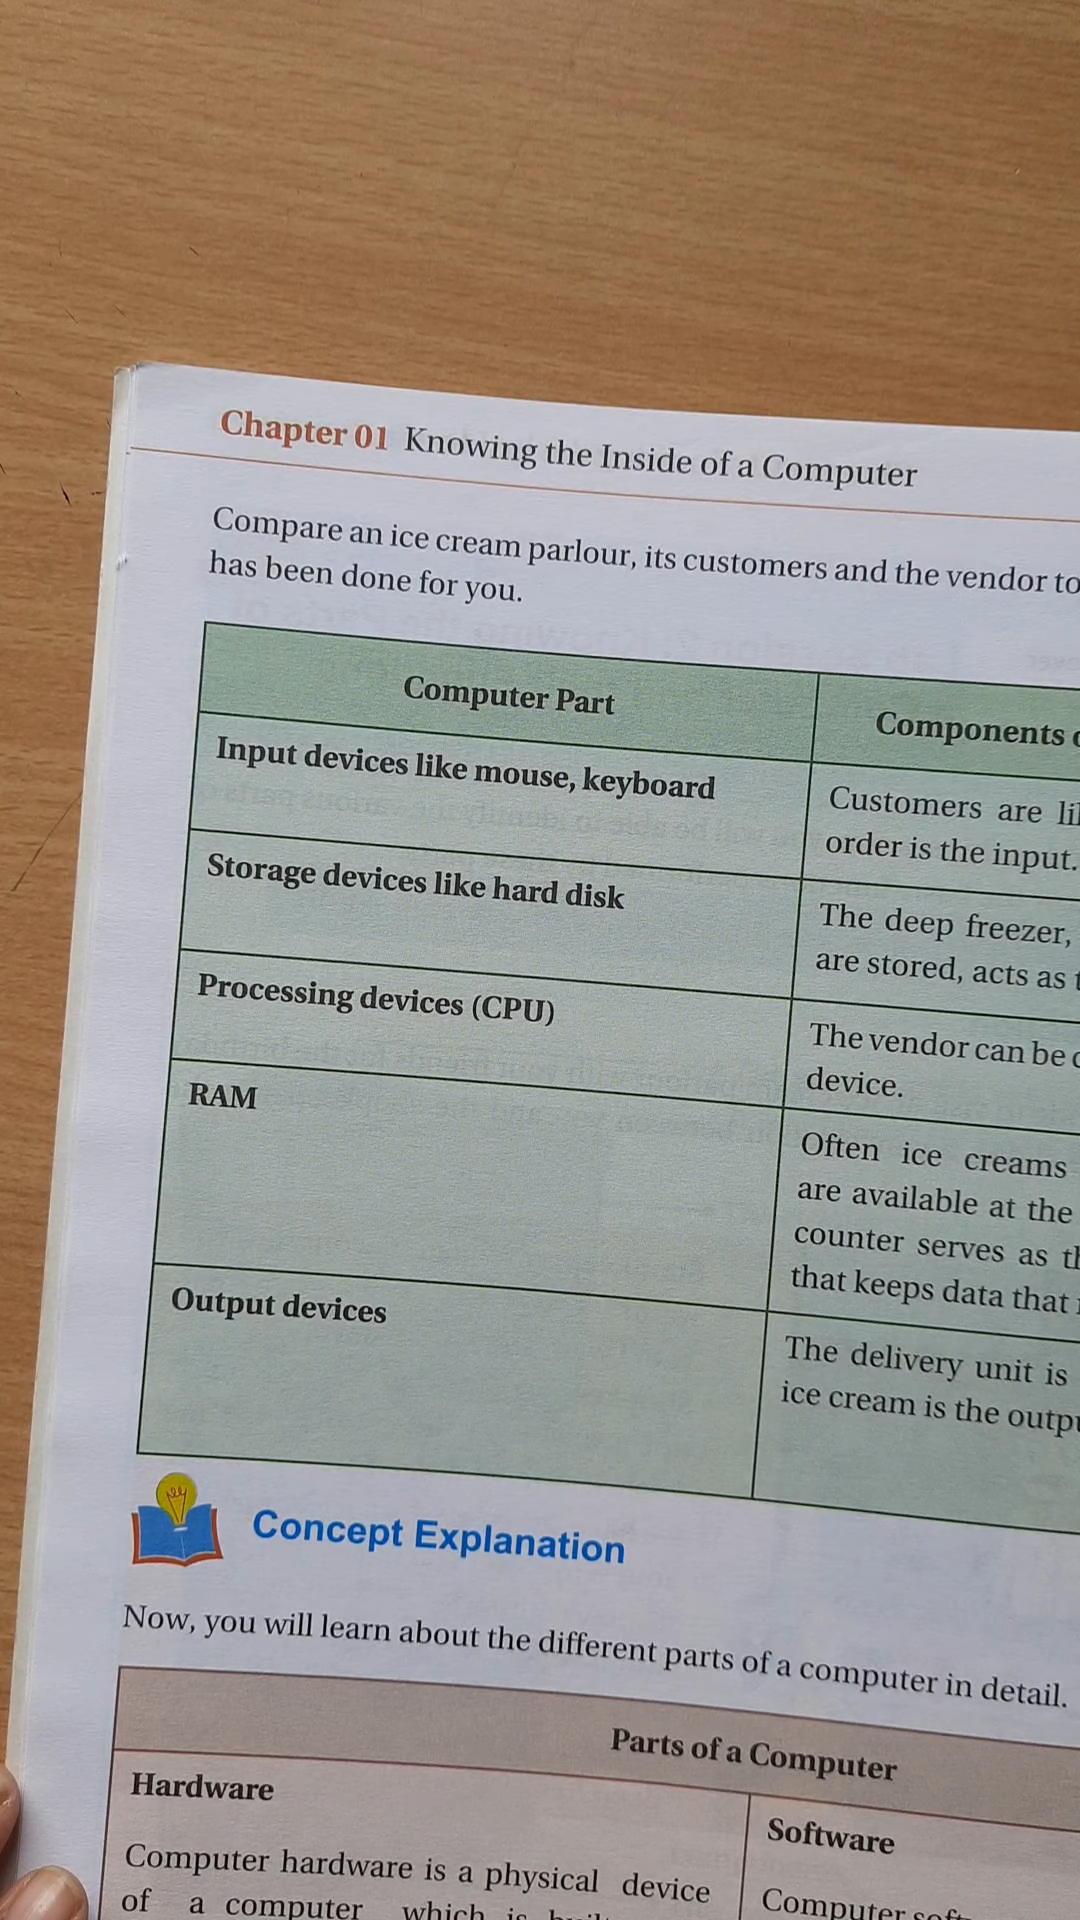 Chapter 01 Knowing the Inside of a Computer
Compare an ice cream parlour, its customers and the vendor to
has been done for you.
Computer Part
Components
Input devices like mouse, keyboard
Customers are
order is the input.
Storage devices like hard disk
The deep freezer,
are stored, acts as
Processing devices (CPU)
The vendor can be
device.
RAM
Often ice creams
are available at the
counter serves as
that keeps data that
Output devices
The delivery unit is
ice cream is the
Concept Explanation
Now, you will learn about the different parts of a computer in detail.
Parts of a Computer
Hardware
Computer hardware is a physical device
of a computer which is
Software
Computer